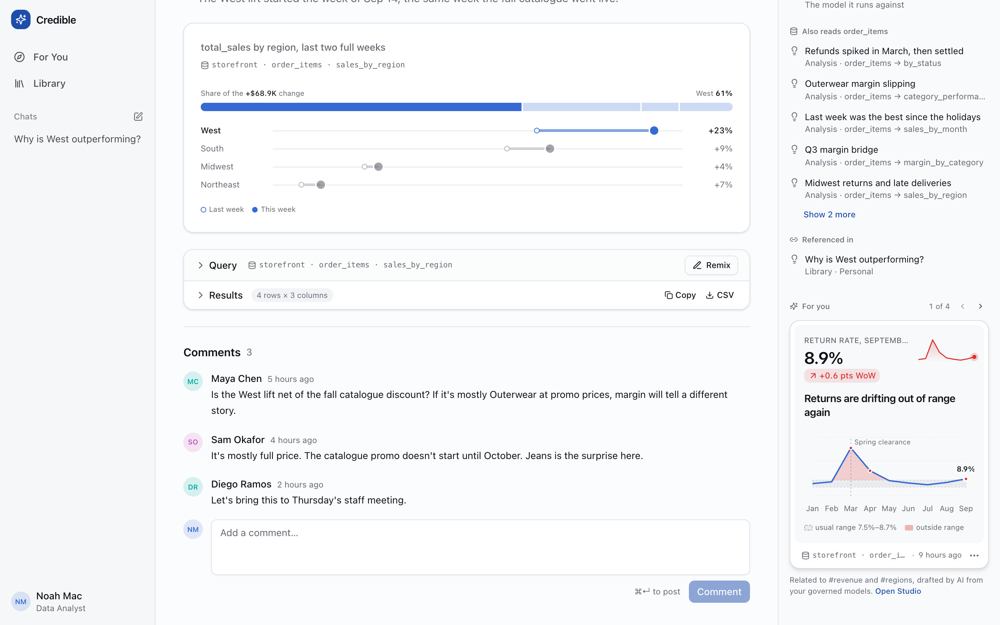 Credible
For You
Library
Chats
Why is West outperforming?
Noah Mac
NM
Data Analyst
The West lift started the week of Sep 14, the same week the fall catalogue went live.
total_sales by region, last two full weeks
storefront · order_items · sales_by_region
Share of the +$68.9K change
West 61%
West +23%
South +9%
Midwest +4%
Northeast +7%
Last week This week
Query storefront · order_items · sales_by_region Remix
Results 4 rows × 3 columns Copy CSV
Comments 3
MC Maya Chen 5 hours ago
Is the West lift net of the fall catalogue discount? If it's mostly Outerwear at promo prices, margin will tell a different
story.
SO Sam Okafor 4 hours ago
It's mostly full price. The catalogue promo doesn't start until October. Jeans is the surprise here.
DR Diego Ramos 2 hours ago
Let's bring this to Thursday's staff meeting.
NM Add a comment...
⌘↵ to post Comment
The model it runs against
Also reads order_items
Refunds spiked in March, then settled
Analysis · order_items → by_status
Outerwear margin slipping
Analysis · order_items → category_performa...
Last week was the best since the holidays
Analysis · order_items → sales_by_month
Q3 margin bridge
Analysis · order_items → margin_by_category
Midwest returns and late deliveries
Analysis · order_items → sales_by_region
Show 2 more
Referenced in
Why is West outperforming?
Library · Personal
For you 1 of 4
RETURN RATE, SEPTEMB...
8.9%
+0.6 pts WoW
Returns are drifting out of range
again
Spring clearance
8.9%
Jan Feb Mar Apr May Jun Jul Aug Sep
usual range 7.5%–8.7% outside range
storefront · order_i… · 9 hours ago
Related to #revenue and #regions, drafted by AI from
your governed models. Open Studio